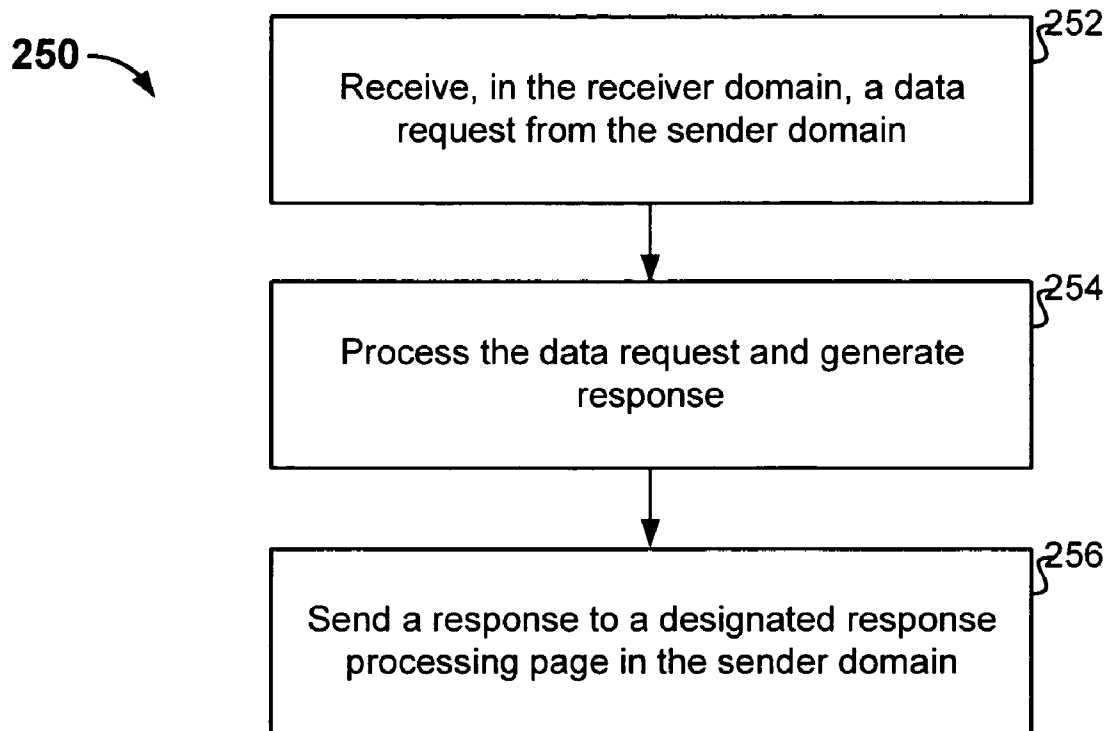 250
252
Receive, in the receiver domain, a data
request from the sender domain
254
Process the data request and generate
response
256
Send a response to a designated response
processing page in the sender domain